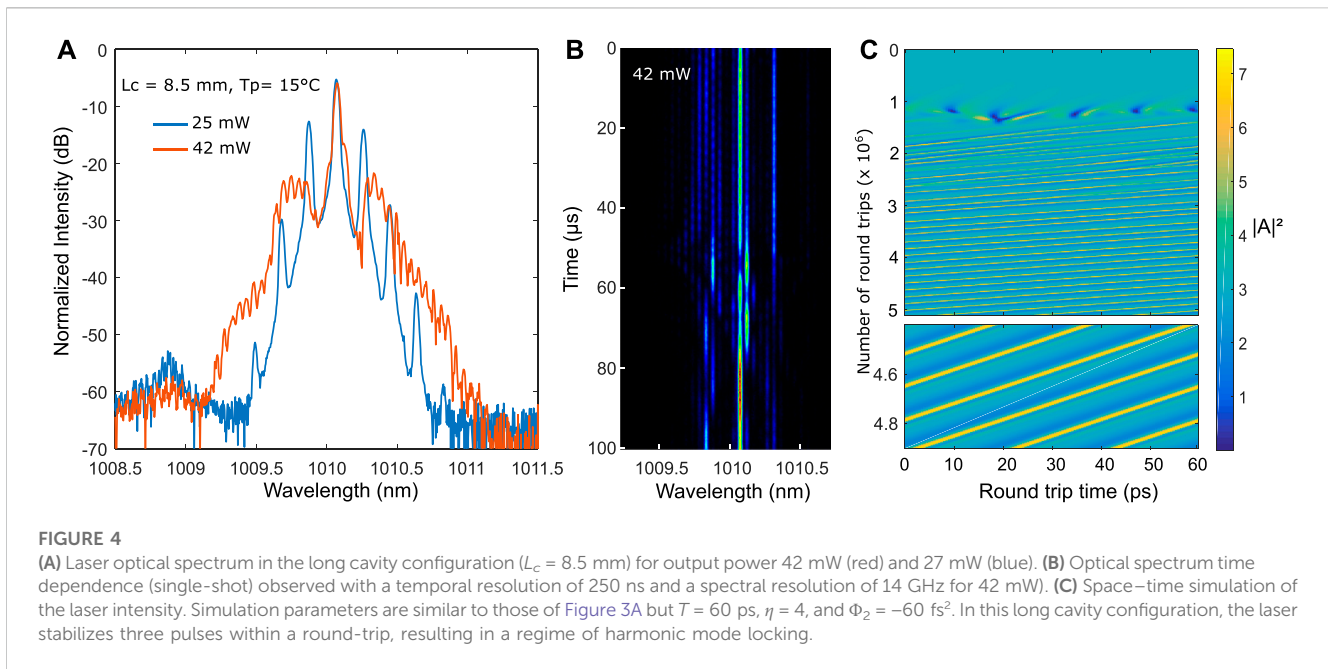 A
Lc = 8.5 mm, Tp= 15°C
25 mW
42 mW
Normalized Intensity (dB)
0
-10
-20
-30
-40
-50
-60
-70
1008.5 1009 1009.5 1010 1010.5 1011 1011.5
Wavelength (nm)
B
42 mW
Time (µs)
0
20
40
60
80
100
1009.5 1010 1010.5
Wavelength (nm)
C
Number of round trips (x 10⁶)
0
1
2
3
4
5
4.6
4.8
0 10 20 30 40 50 60
Round trip time (ps)
7
6
5
4
3
2
1
|A|²
FIGURE 4
(A) Laser optical spectrum in the long cavity configuration (Lc = 8.5 mm) for output power 42 mW (red) and 27 mW (blue). (B) Optical spectrum time
dependence (single-shot) observed with a temporal resolution of 250 ns and a spectral resolution of 14 GHz for 42 mW). (C) Space–time simulation of
the laser intensity. Simulation parameters are similar to those of Figure 3A but T = 60 ps, η = 4, and Φ₂ = −60 fs². In this long cavity configuration, the laser
stabilizes three pulses within a round-trip, resulting in a regime of harmonic mode locking.